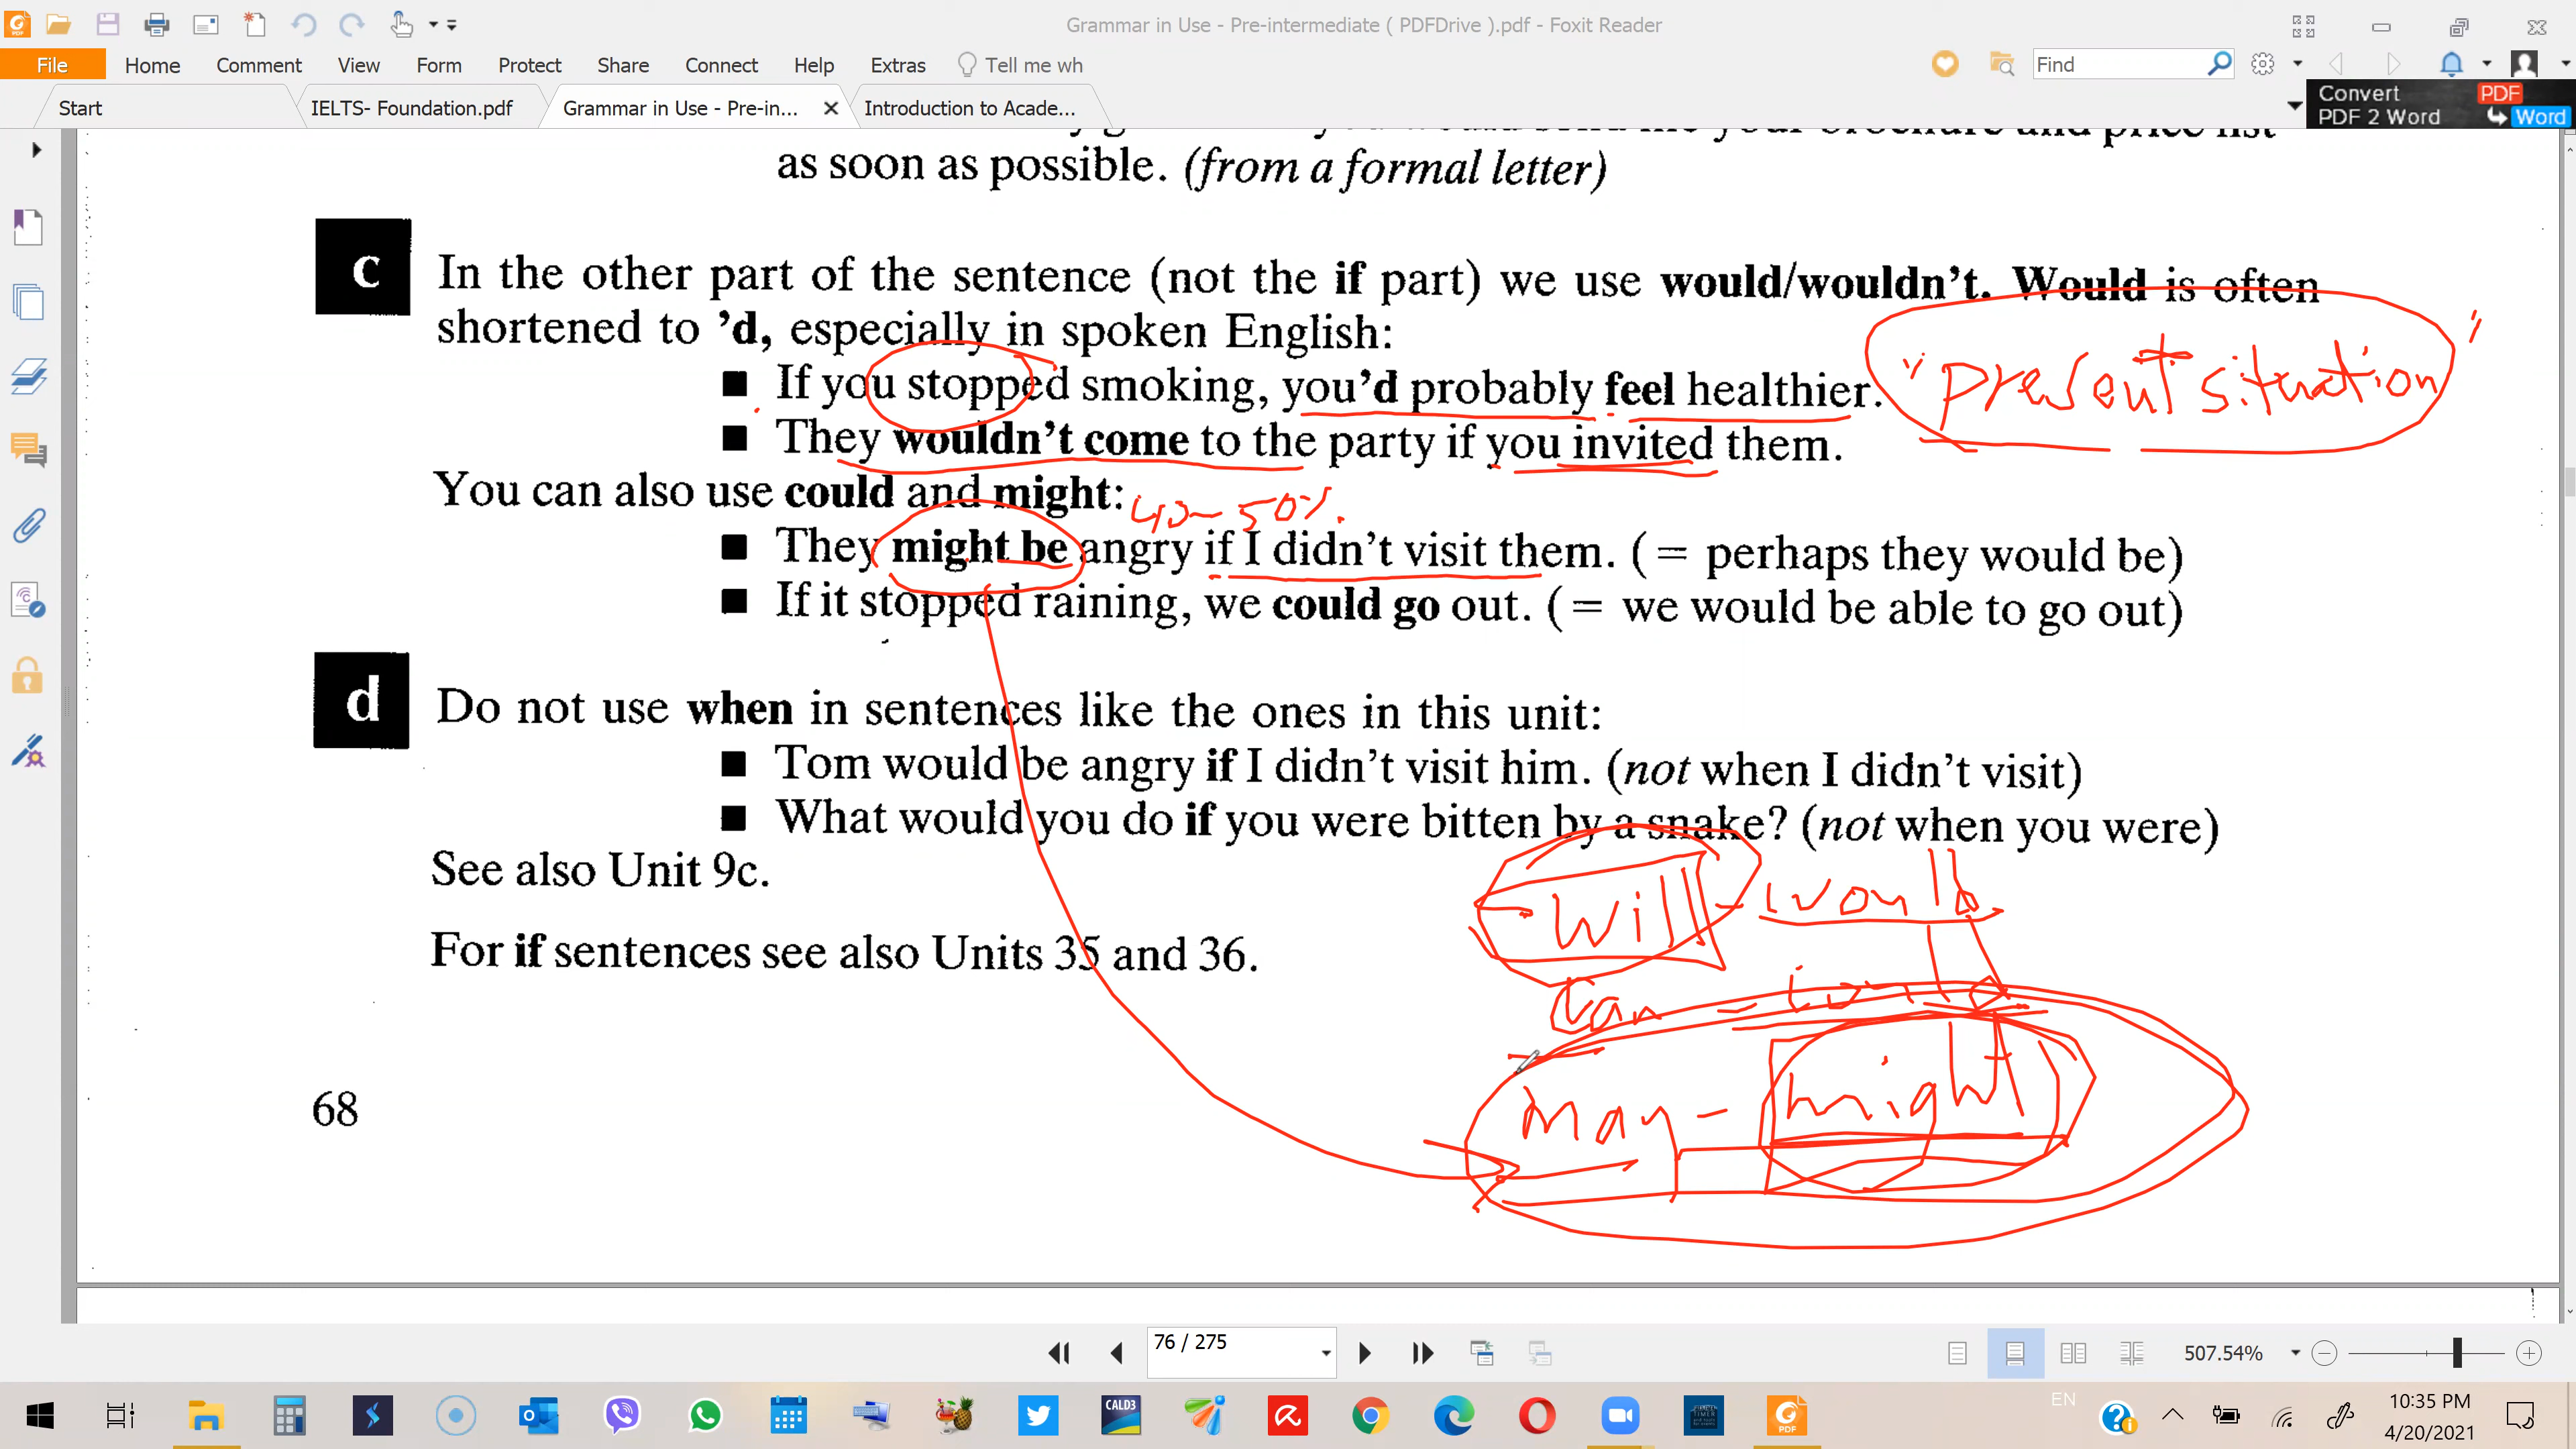 Grammar in Use - Pre-intermediate ( PDFDrive ).pdf - Foxit Reader
File Home Comment View Form Protect Share Connect Help Extras Tell me wh Find
Start IELTS- Foundation.pdf Grammar in Use - Pre-in... Introduction to Acade...
Convert PDF
PDF 2 Word Word
your brochure and price list
as soon as possible. (from a formal letter)
c In the other part of the sentence (not the if part) we use would/wouldn't. Would is often
shortened to 'd, especially in spoken English:
■ If you stopped smoking, you'd probably feel healthier.
"present situation"
■ They wouldn't come to the party if you invited them.
You can also use could and might:
40-50%.
■ They might be angry if I didn't visit them. (= perhaps they would be)
■ If it stopped raining, we could go out. (= we would be able to go out)
d Do not use when in sentences like the ones in this unit:
■ Tom would be angry if I didn't visit him. (not when I didn't visit)
■ What would you do if you were bitten by a snake? (not when you were)
See also Unit 9c.
- will - would
For if sentences see also Units 35 and 36.
can - could
may - might
68
76 / 275
507.54%
CALD3
PDF
EN
10:35 PM
4/20/2021